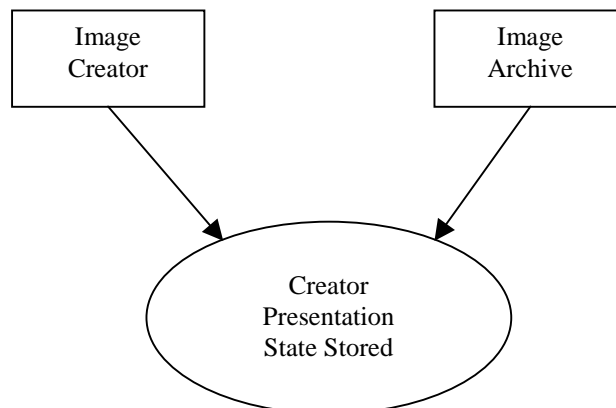 Image
Creator
Image
Archive
Creator
Presentation
State Stored